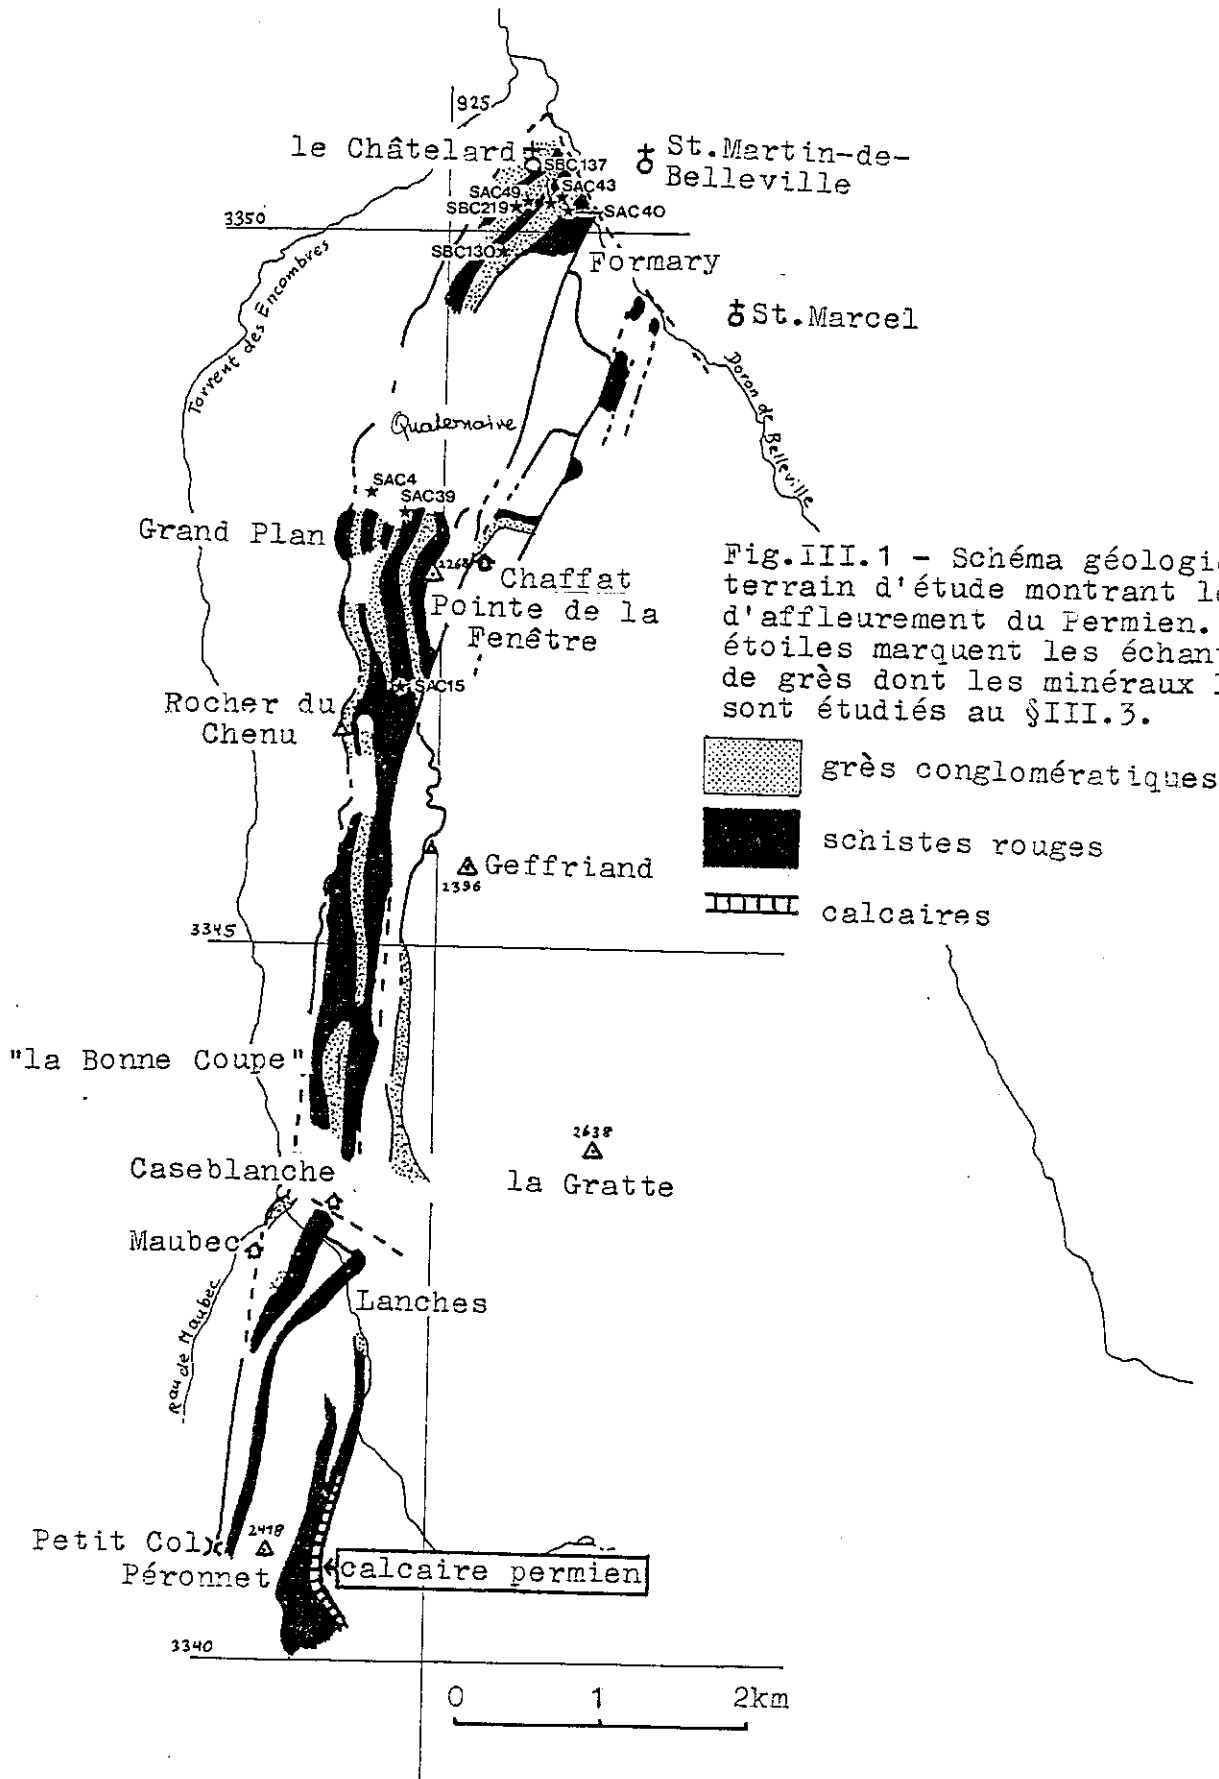 925
le Châtelard
St.Martin-de-
Belleville
SBC137
SAC49
SAC43
SBC219
SAC40
3350
SBC130
Formary
Torrent des Encombres
St.Marcel
Doron de Belleville
Quaternaire
SAC4
SAC39
Grand Plan
2268
Chaffat
Pointe de la
Fenêtre
SAC15
Rocher du
Chenu
Fig.III.1 - Schéma géologi
terrain d'étude montrant le
d'affleurement du Permien.
étoiles marquent les échant
de grès dont les minéraux l
sont étudiés au §III.3.
grès conglomératiques
schistes rouges
calcaires
Geffriand
2396
3345
"la Bonne Coupe"
2638
la Gratte
Caseblanche
Maubec
Lanches
Rau de Maubec
Petit Col
2418
Péronnet
calcaire permien
3340
0 1 2km